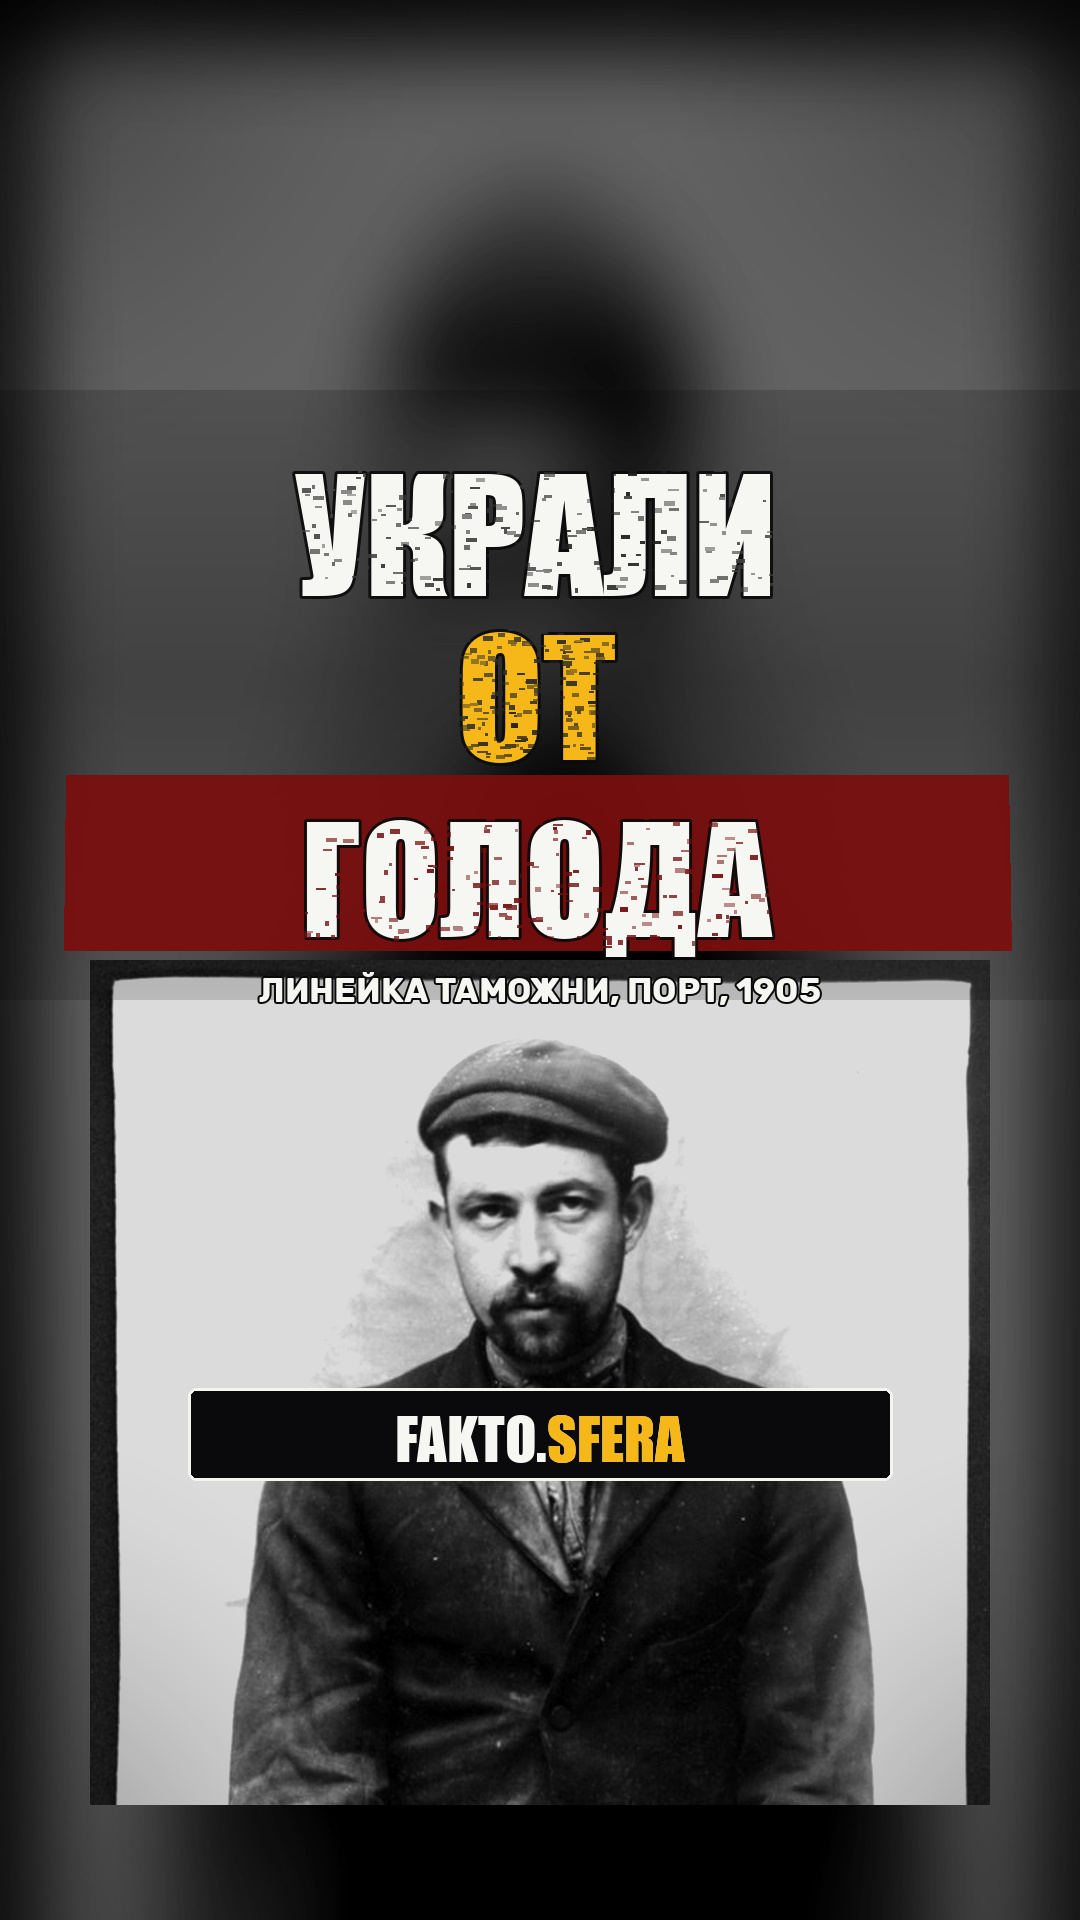 УКРАЛИ
ОТ
ГОЛОДА
ЛИНЕЙКА ТАМОЖНИ, ПОРТ, 1905
FAKTO.SFERA